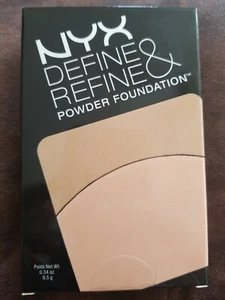 NYX
DEFINE &
REFINE
POWDER FOUNDATION™
Poids Net Wt.
0.34 oz.
9.5 g